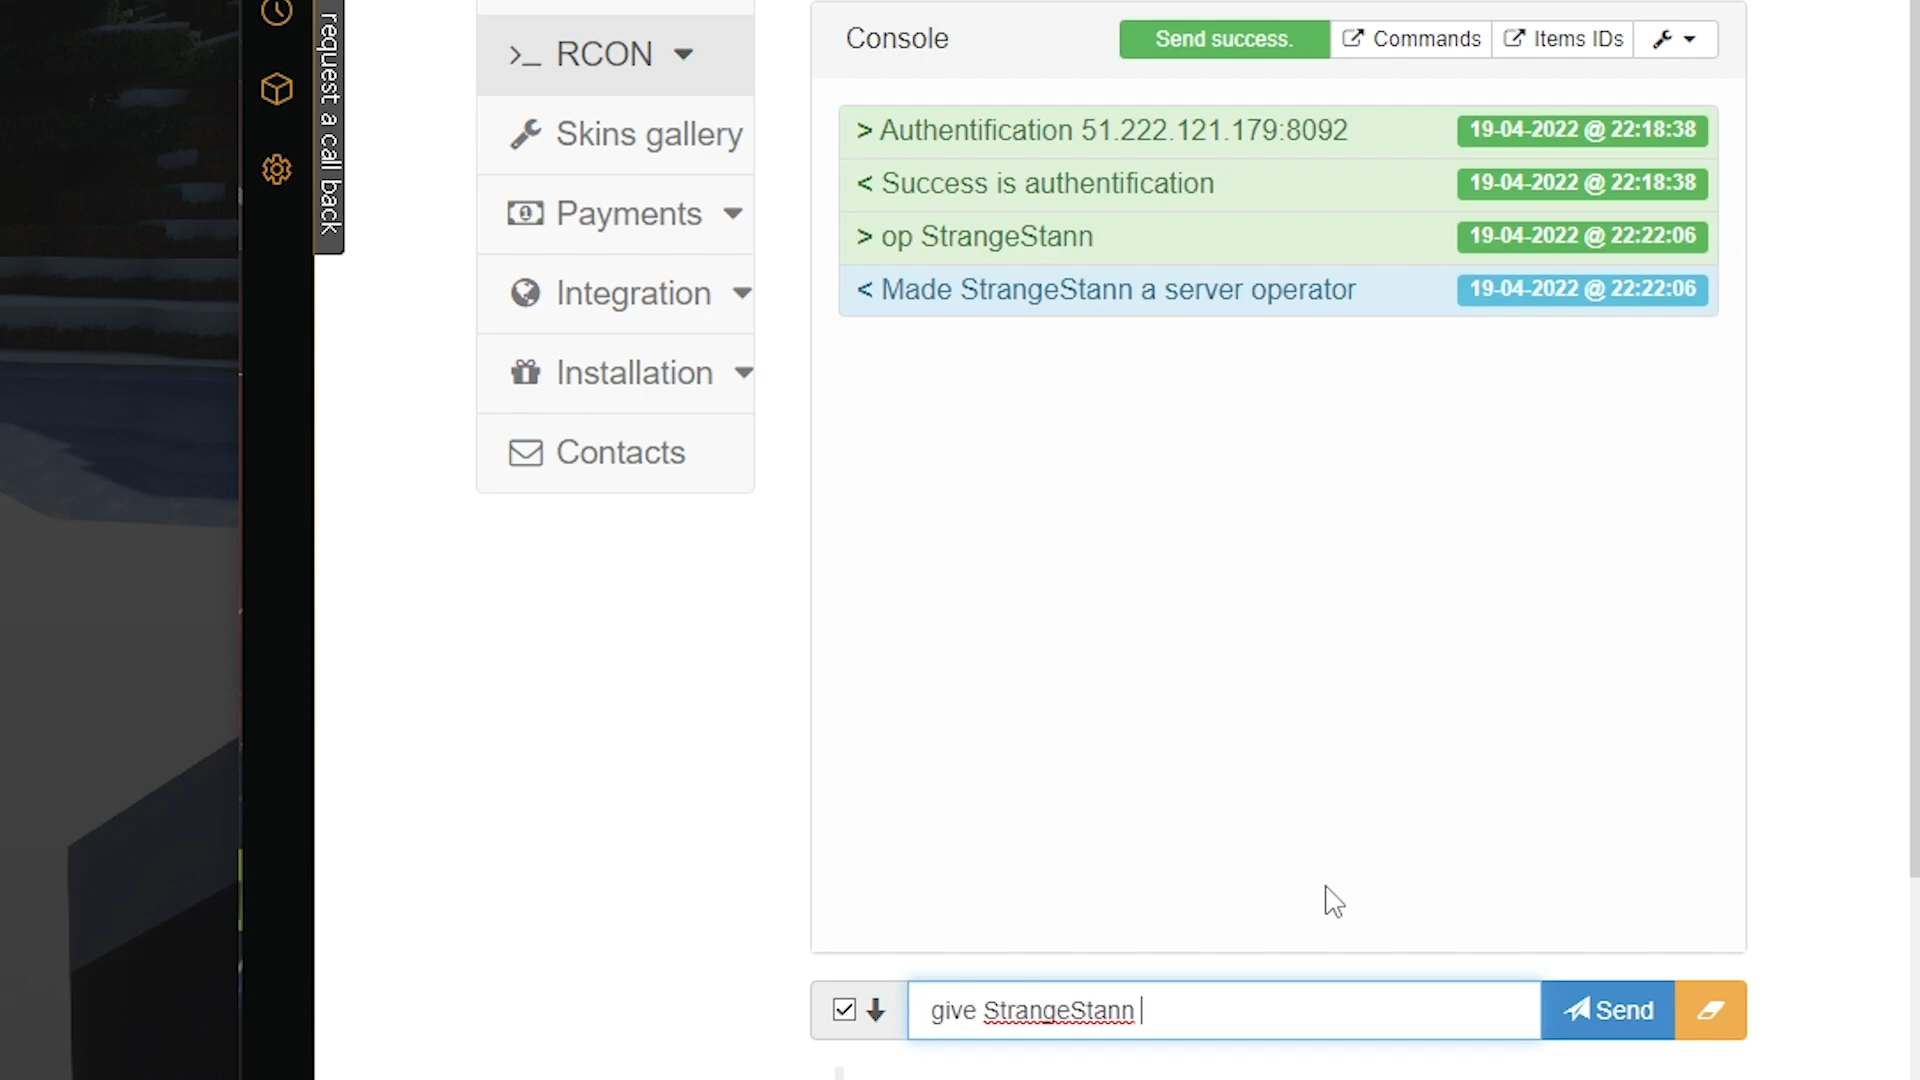 request a call back
>_ RCON
Skins gallery
Payments
Integration
Installation
Contacts
Console
Send success.
Commands
Items IDs
> Authentification 51.222.121.179:8092
19-04-2022 @ 22:18:38
< Success is authentification
19-04-2022 @ 22:18:38
> op StrangeStann
19-04-2022 @ 22:22:06
< Made StrangeStann a server operator
19-04-2022 @ 22:22:06
give StrangeStann
Send